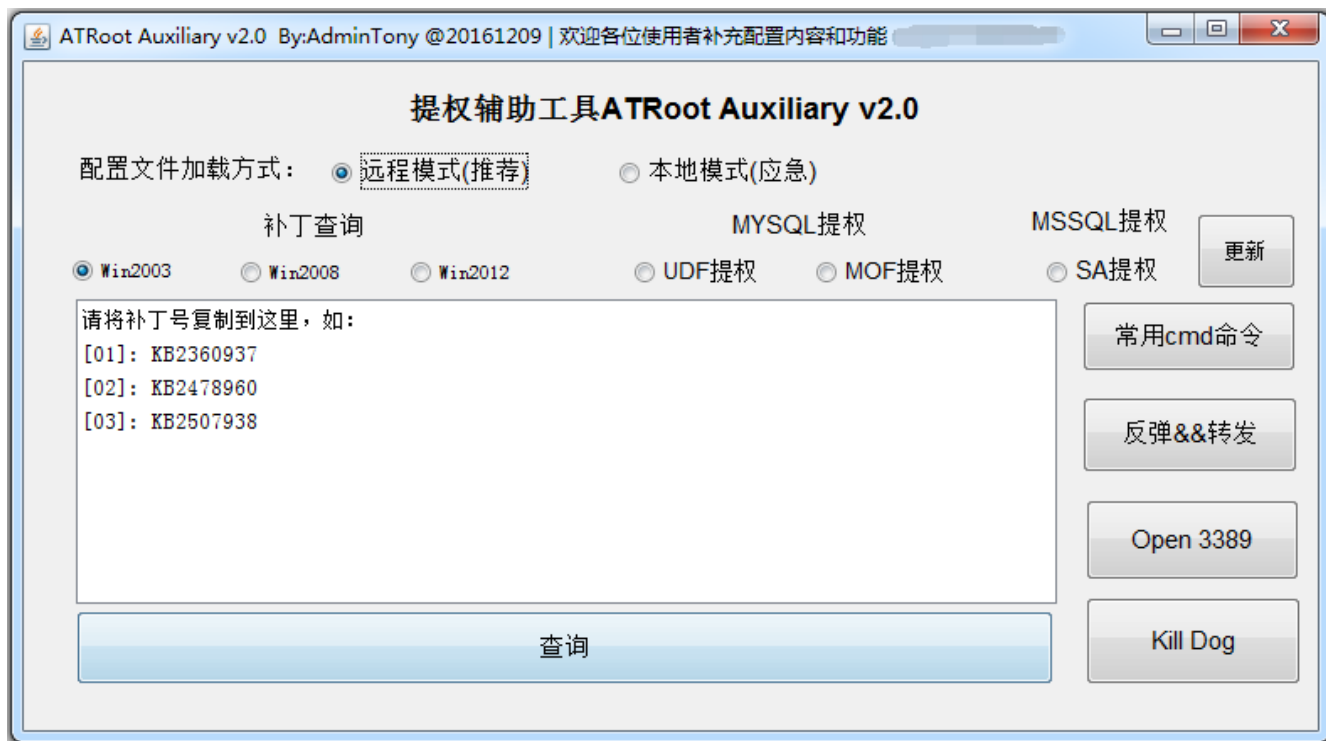 ATRoot Auxiliary v2.0 By:AdminTony @20161209 | 欢迎各位使用者补充配置内容和功能
提权辅助工具ATRoot Auxiliary v2.0
配置文件加载方式： 远程模式(推荐) 本地模式(应急)
补丁查询 MYSQL提权 MSSQL提权
更新
Win2003 Win2008 Win2012 UDF提权 MOF提权 SA提权
请将补丁号复制到这里，如：
[01]: KB2360937
[02]: KB2478960
[03]: KB2507938
常用cmd命令
反弹&&转发
Open 3389
Kill Dog
查询